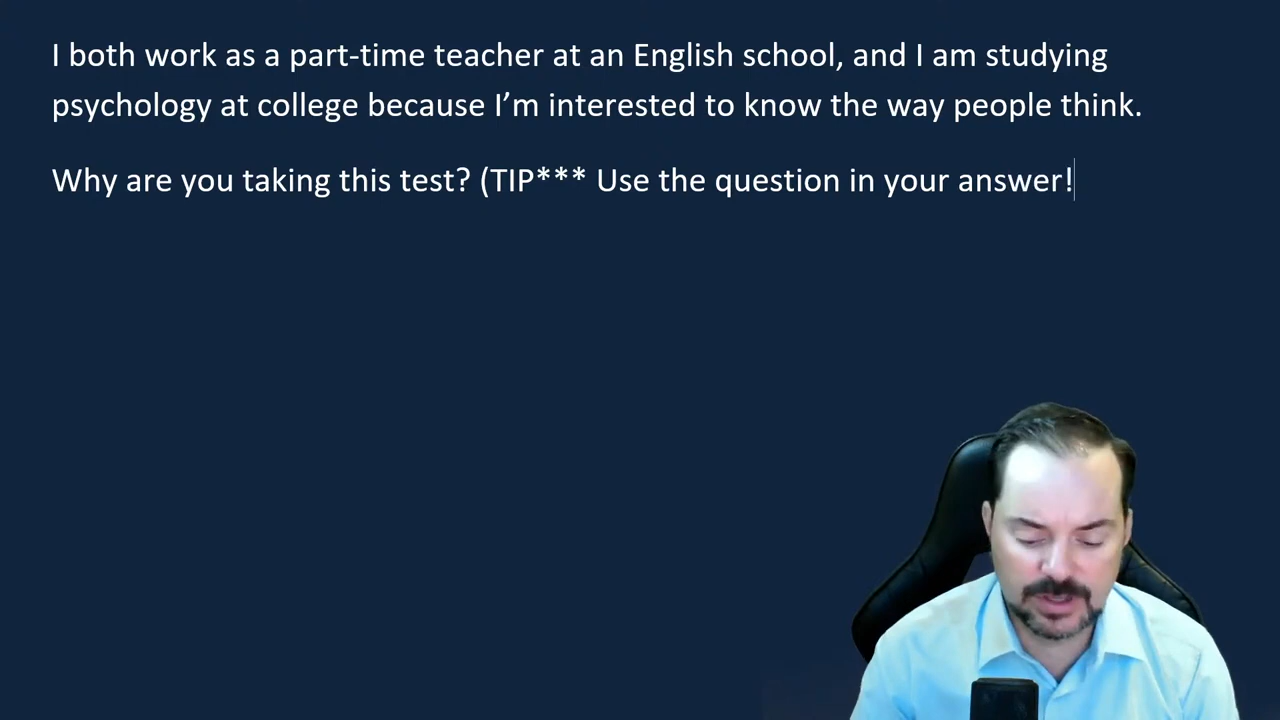 I both work as a part-time teacher at an English school, and I am studying
psychology at college because I’m interested to know the way people think.
Why are you taking this test? (TIP*** Use the question in your answer!